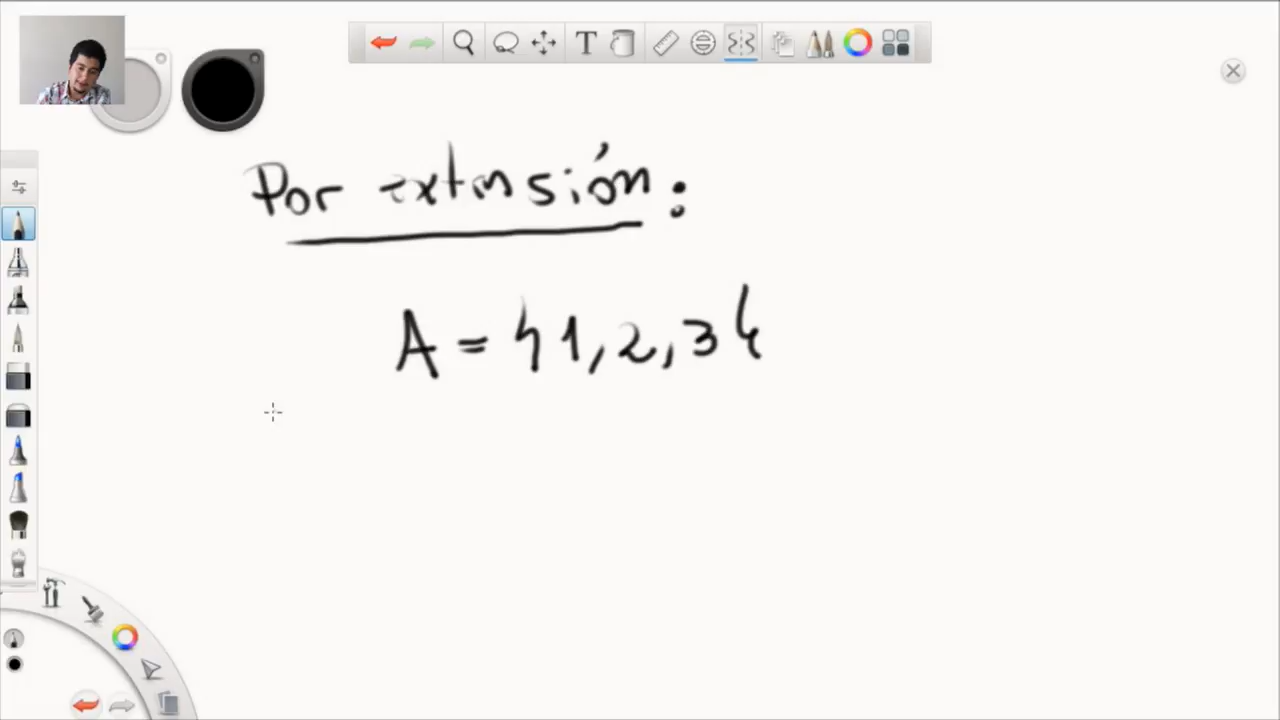 Por extensión:
A = {1, 2, 3}